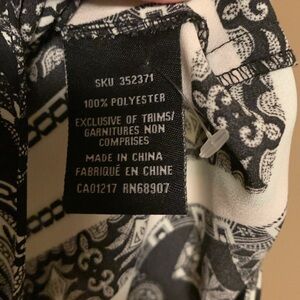 SKU 352371
100% POLYESTER
EXCLUSIVE OF TRIMS/
GARNITURES NON
COMPRISES
MADE IN CHINA
FABRIQUÉ EN CHINE
CA01217 RN68907